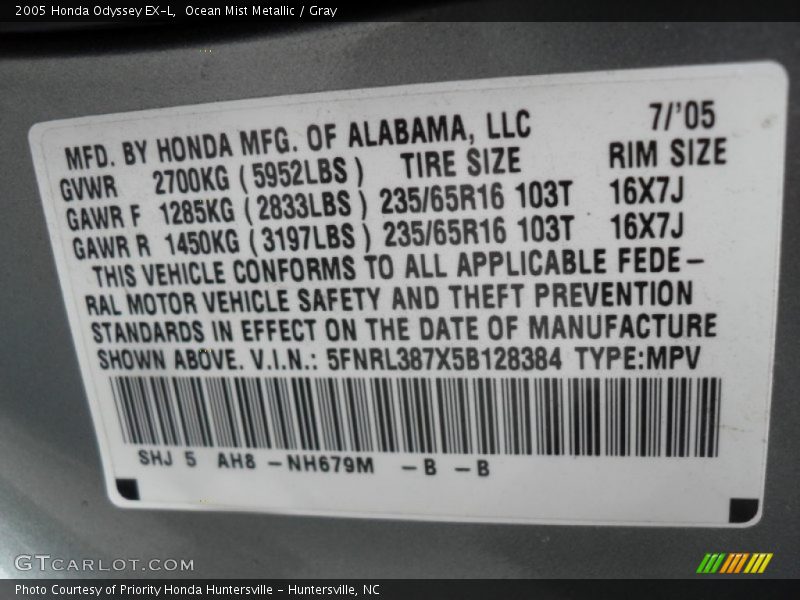 2005 Honda Odyssey EX-L, Ocean Mist Metallic / Gray
MFD. BY HONDA MFG. OF ALABAMA, LLC 7/'05
GVWR 2700KG (5952LBS) TIRE SIZE RIM SIZE
GAWR F 1285KG (2833LBS) 235/65R16 103T 16X7J
GAWR R 1450KG (3197LBS) 235/65R16 103T 16X7J
THIS VEHICLE CONFORMS TO ALL APPLICABLE FEDE-
RAL MOTOR VEHICLE SAFETY AND THEFT PREVENTION
STANDARDS IN EFFECT ON THE DATE OF MANUFACTURE
SHOWN ABOVE. V.I.N.: 5FNRL387X5B128384 TYPE:MPV
SHJ 5 AH8 -NH679M -B -B
GTCARLOT.COM
Photo Courtesy of Priority Honda Huntersville - Huntersville, NC